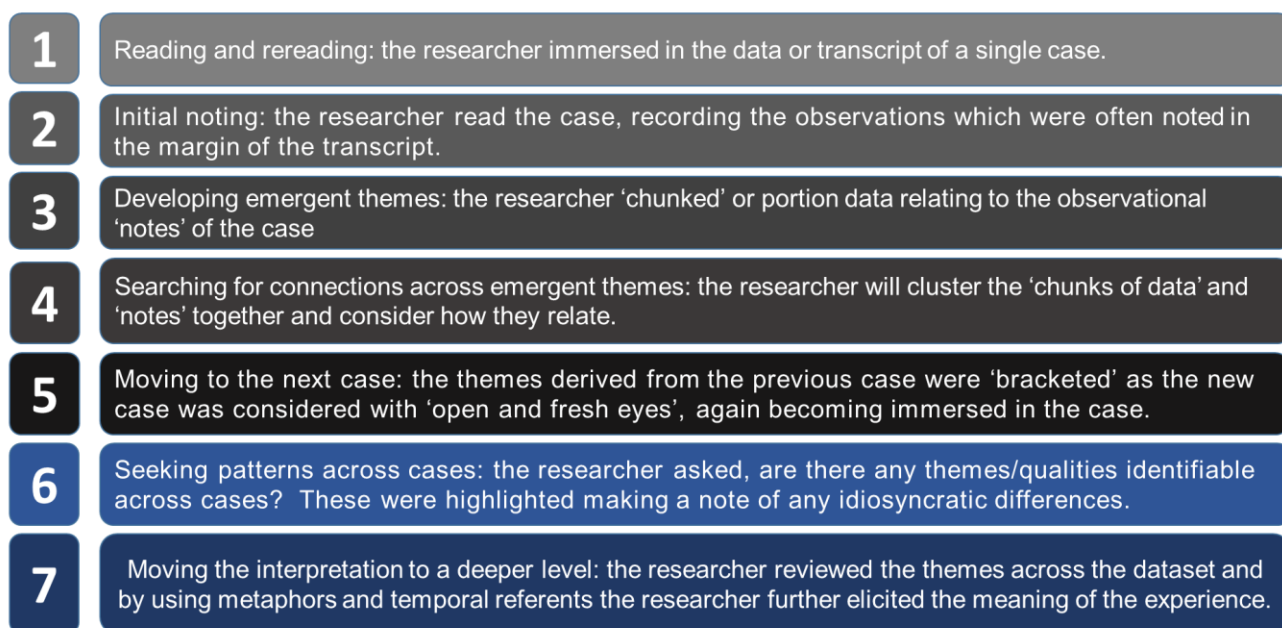 1
Reading and rereading: the researcher immersed in the data or transcript of a single case.
2
Initial noting: the researcher read the case, recording the observations which were often noted in
the margin of the transcript.
3
Developing emergent themes: the researcher ‘chunked’ or portion data relating to the observational
‘notes’ of the case
4
Searching for connections across emergent themes: the researcher will cluster the ‘chunks of data’ and
‘notes’ together and consider how they relate.
5
Moving to the next case: the themes derived from the previous case were ‘bracketed’ as the new
case was considered with ‘open and fresh eyes’, again becoming immersed in the case.
6
Seeking patterns across cases: the researcher asked, are there any themes/qualities identifiable
across cases? These were highlighted making a note of any idiosyncratic differences.
7
Moving the interpretation to a deeper level: the researcher reviewed the themes across the dataset and
by using metaphors and temporal referents the researcher further elicited the meaning of the experience.